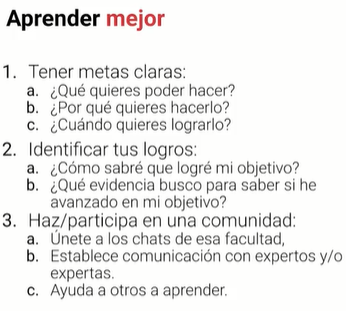 Aprender mejor
1. Tener metas claras:
a. ¿Qué quieres poder hacer?
b. ¿Por qué quieres hacerlo?
c. ¿Cuándo quieres lograrlo?
2. Identificar tus logros:
a. ¿Cómo sabré que logré mi objetivo?
b. ¿Qué evidencia busco para saber si he
avanzado en mi objetivo?
3. Haz/participa en una comunidad:
a. Únete a los chats de esa facultad,
b. Establece comunicación con expertos y/o
expertas.
c. Ayuda a otros a aprender.